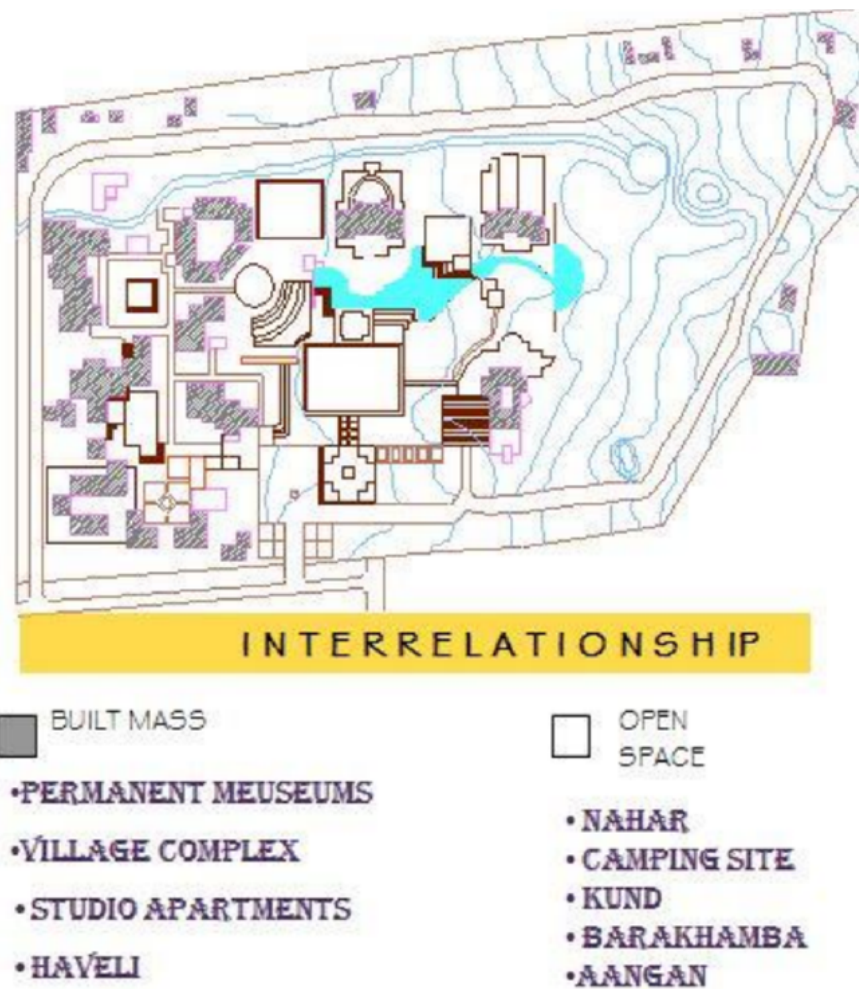 INTERRELATIONSHIP
BUILT MASS
•PERMANENT MEUSEUMS
•VILLAGE COMPLEX
•STUDIO APARTMENTS
•HAVELI
OPEN
SPACE
•NAHAR
•CAMPING SITE
•KUND
•BARAKHAMBA
•AANGAN